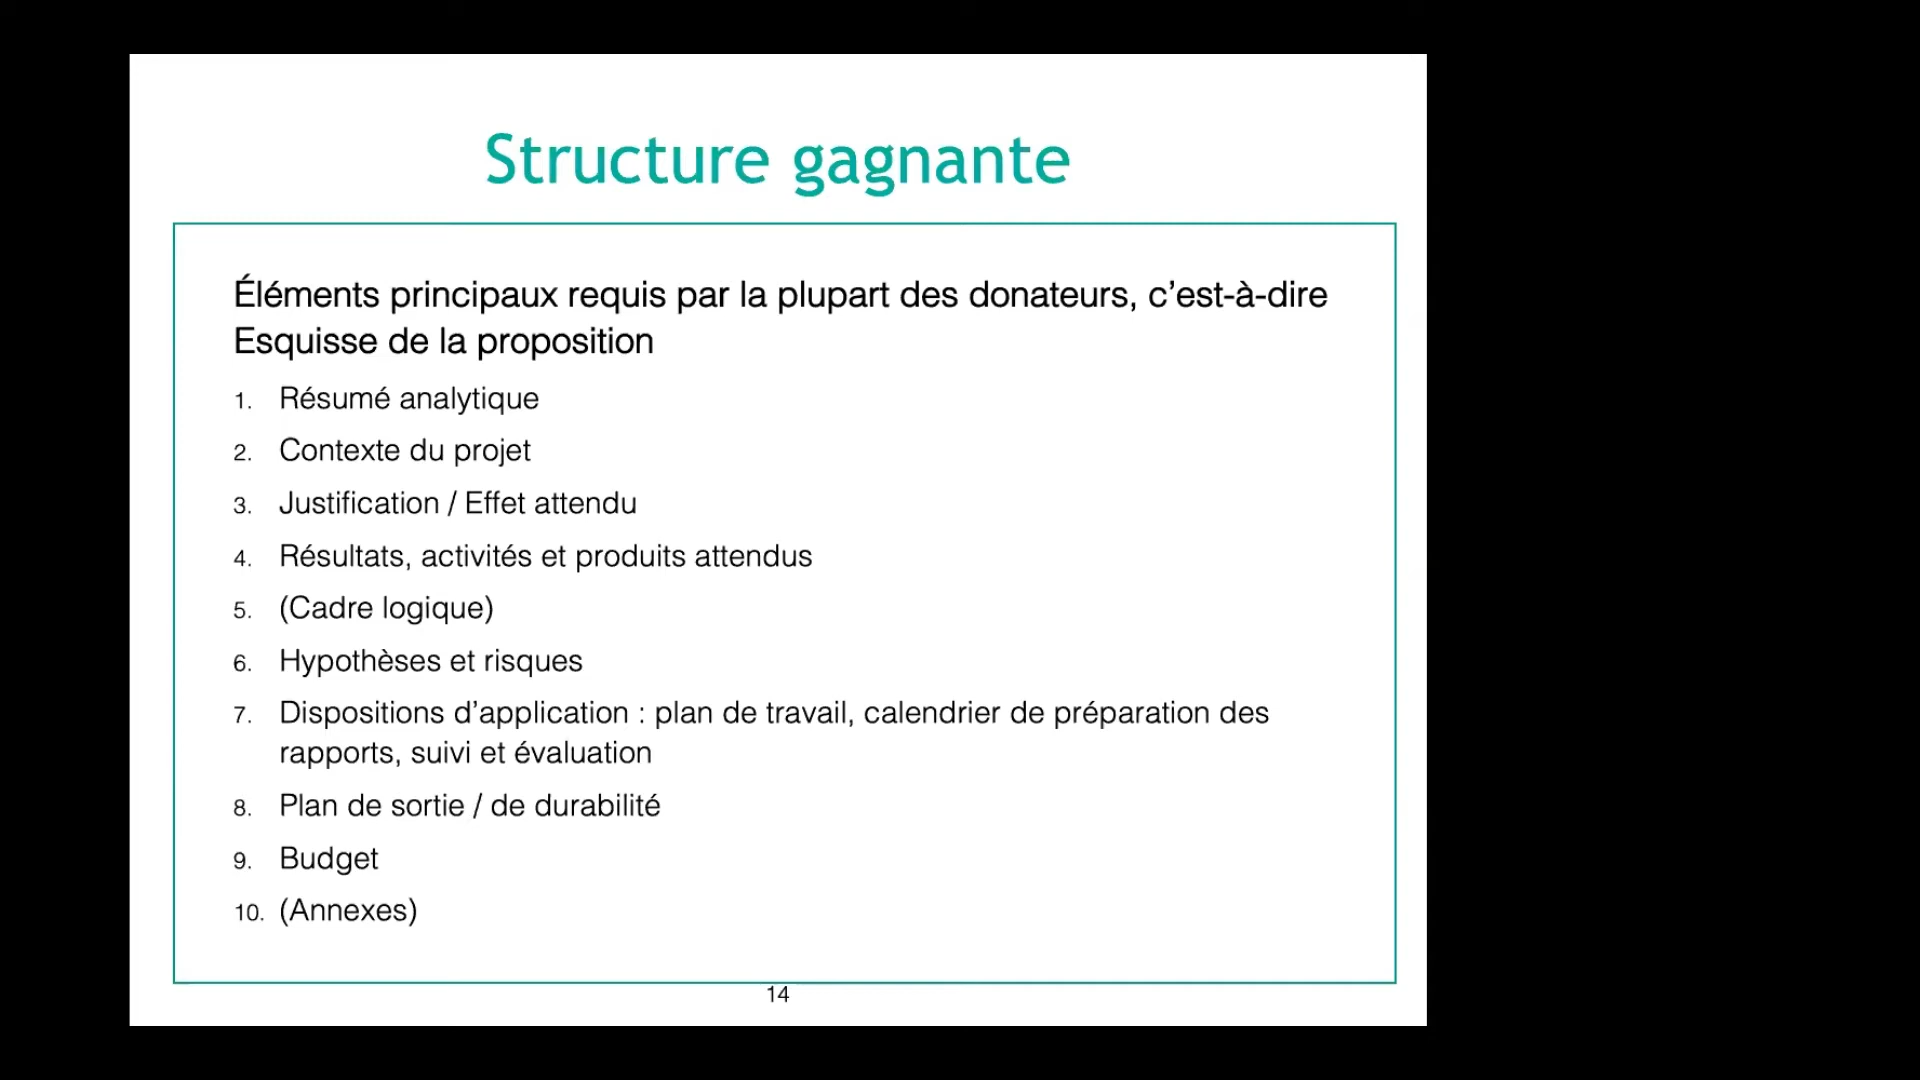 Structure gagnante
Éléments principaux requis par la plupart des donateurs, c’est-à-dire
Esquisse de la proposition
1. Résumé analytique
2. Contexte du projet
3. Justification / Effet attendu
4. Résultats, activités et produits attendus
5. (Cadre logique)
6. Hypothèses et risques
7. Dispositions d’application : plan de travail, calendrier de préparation des
rapports, suivi et évaluation
8. Plan de sortie / de durabilité
9. Budget
10. (Annexes)
14